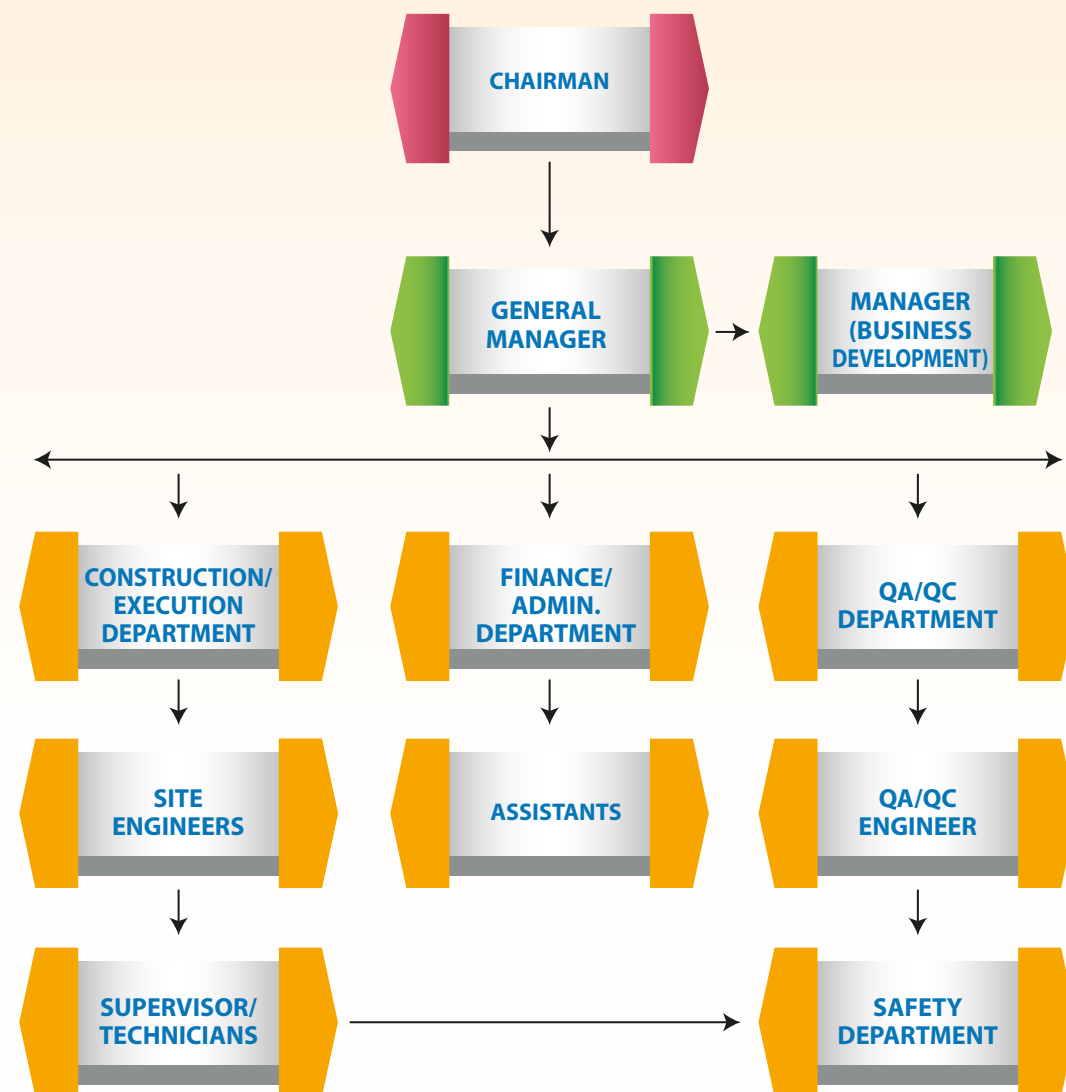 CHAIRMAN
GENERAL
MANAGER
MANAGER
(BUSINESS
DEVELOPMENT)
CONSTRUCTION/
EXECUTION
DEPARTMENT
FINANCE/
ADMIN.
DEPARTMENT
QA/QC
DEPARTMENT
SITE
ENGINEERS
ASSISTANTS
QA/QC
ENGINEER
SUPERVISOR/
TECHNICIANS
SAFETY
DEPARTMENT